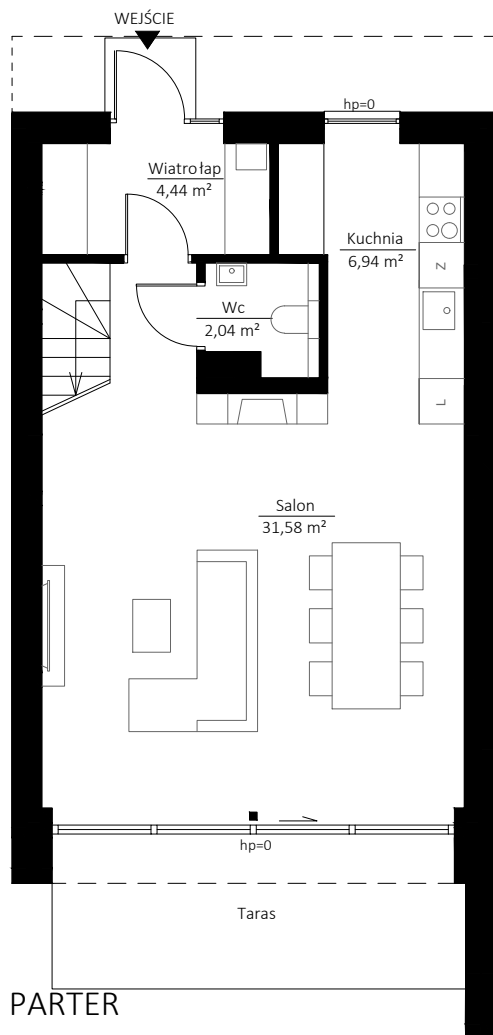 WEJŚCIE
hp=0
Wiatrołap
4,44 m²
Kuchnia
6,94 m²
Z
Wc
2,04 m²
L
Salon
31,58 m²
hp=0
Taras
PARTER